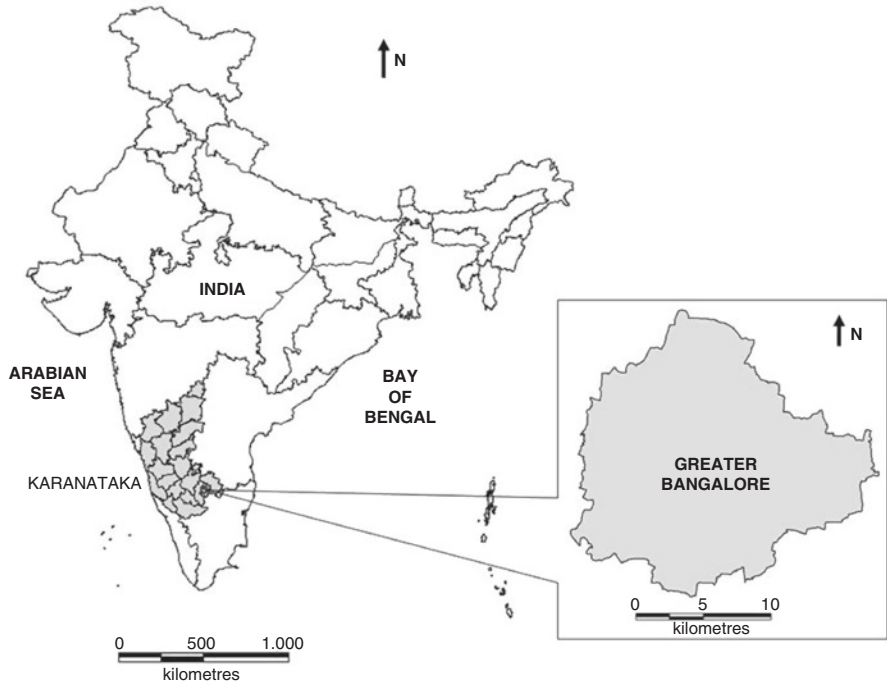 N
INDIA
ARABIAN
SEA
BAY
OF
BENGAL
KARANATAKA
0 500 1.000
kilometres
N
GREATER
BANGALORE
0 5 10
kilometres